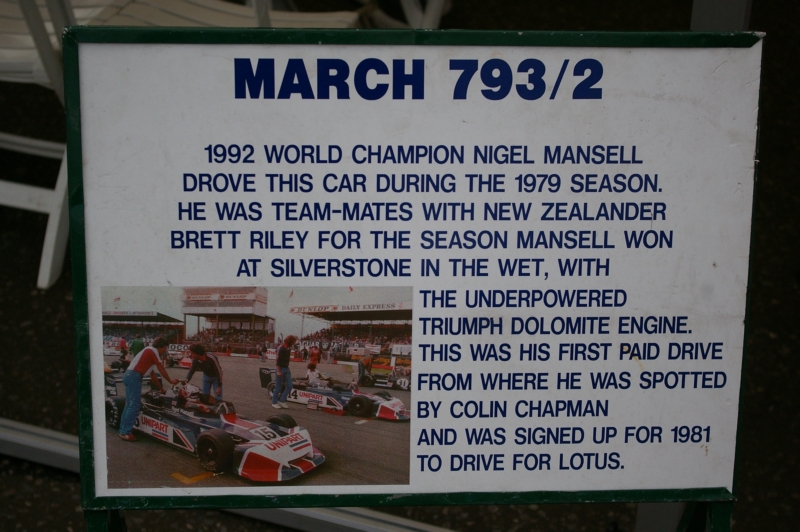 MARCH 793/2
1992 WORLD CHAMPION NIGEL MANSELL
DROVE THIS CAR DURING THE 1979 SEASON.
HE WAS TEAM-MATES WITH NEW ZEALANDER
BRETT RILEY FOR THE SEASON MANSELL WON
AT SILVERSTONE IN THE WET, WITH
THE UNDERPOWERED
TRIUMPH DOLOMITE ENGINE.
THIS WAS HIS FIRST PAID DRIVE
FROM WHERE HE WAS SPOTTED
BY COLIN CHAPMAN
AND WAS SIGNED UP FOR 1981
TO DRIVE FOR LOTUS.
DUNLOP DAILY EXPRESS
14 UNIPART
UNIPART
15
UNIPART